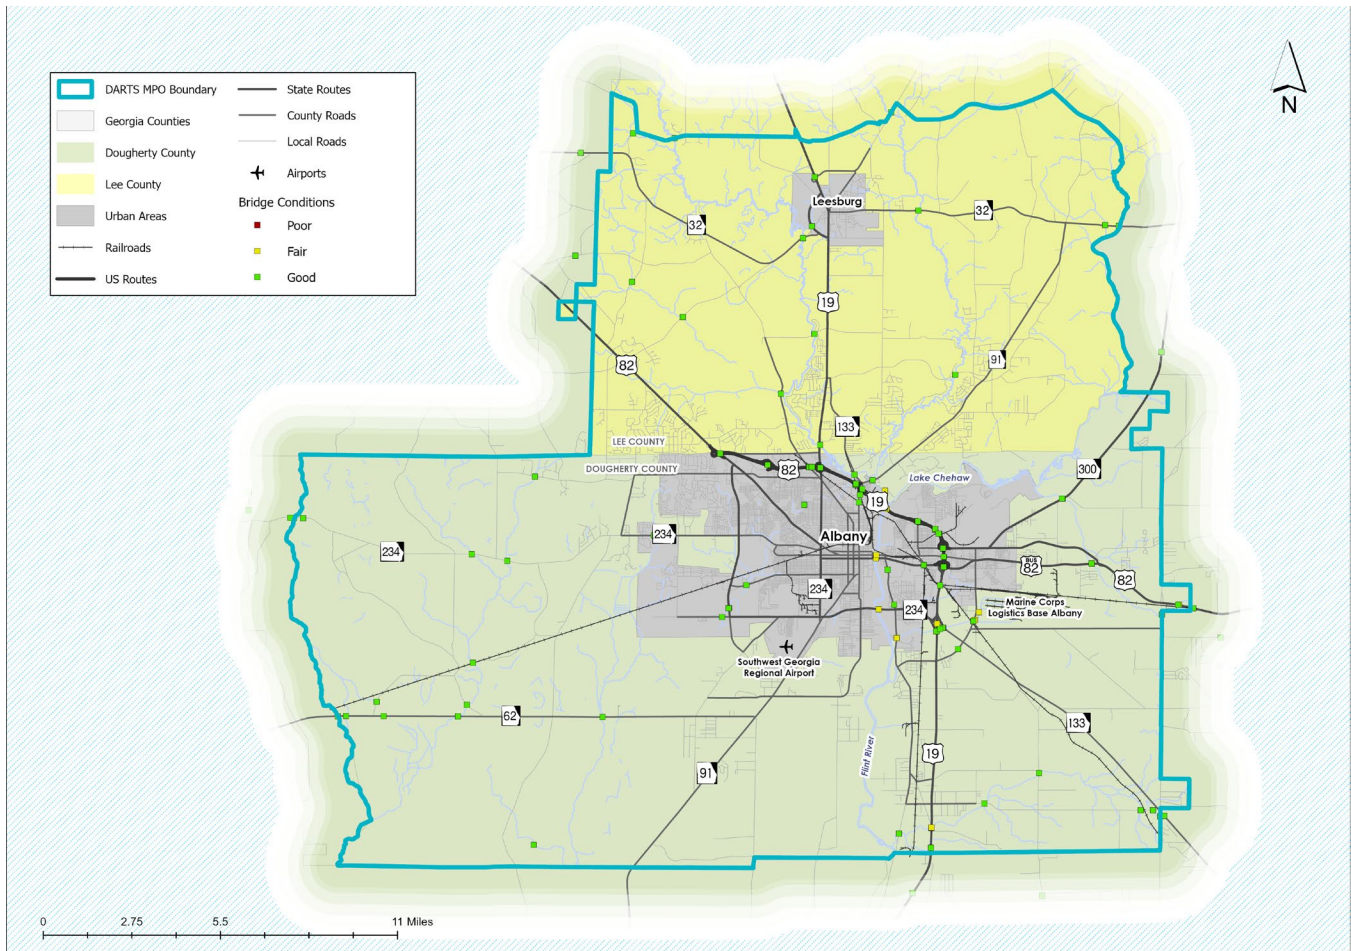 DARTS MPO Boundary
Georgia Counties
Dougherty County
Lee County
Urban Areas
Railroads
US Routes
State Routes
County Roads
Local Roads
Airports
Bridge Conditions
Poor
Fair
Good
N
Leesburg
32
32
19
82
91
133
LEE COUNTY
DOUGHERTY COUNTY
82
300
Lake Chehaw
19
234
Albany
234
BUS
82
82
234
234
Marine Corps
Logistics Base Albany
Southwest Georgia
Regional Airport
62
133
Flint River
19
91
0
2.75
5.5
11 Miles